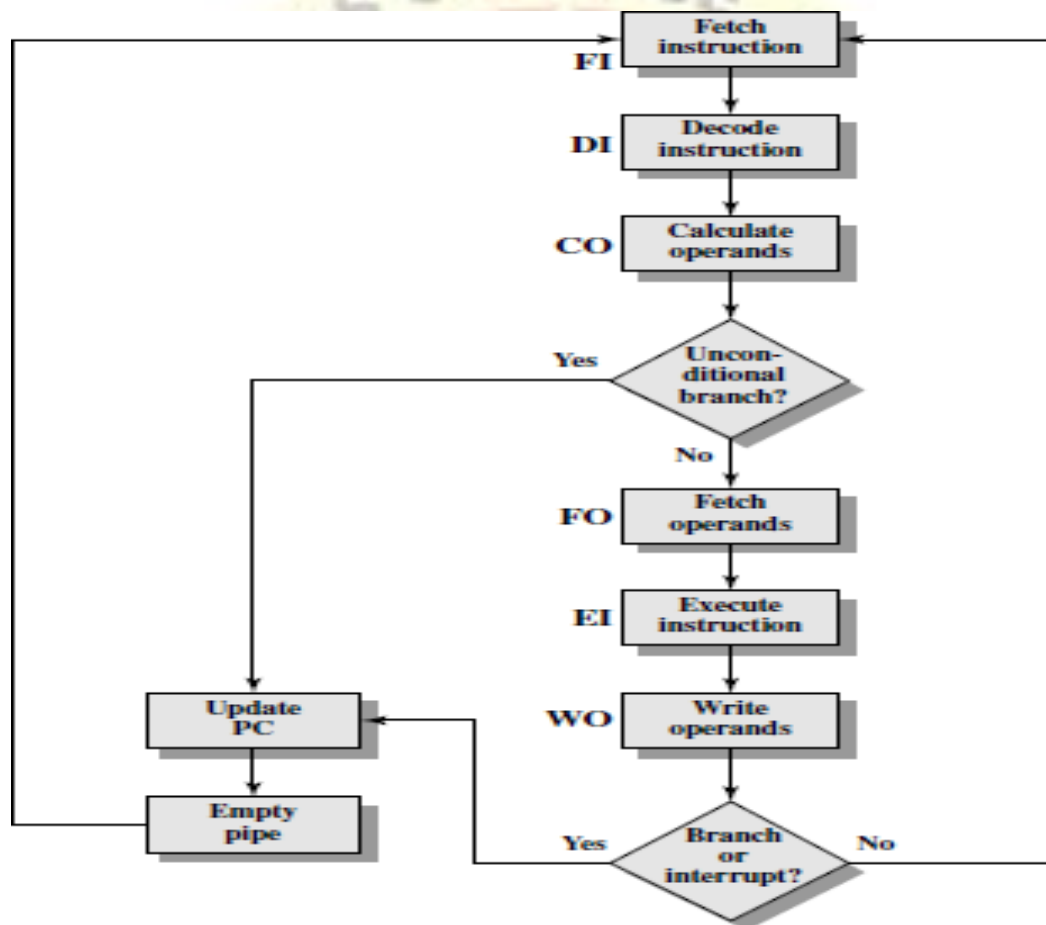 Fetch
instruction
FI
Decode
instruction
DI
Calculate
operands
CO
Uncon-
ditional
branch?
Yes
No
Fetch
operands
FO
Execute
instruction
EI
Write
operands
WO
Update
PC
Empty
pipe
Branch
or
interrupt?
Yes
No